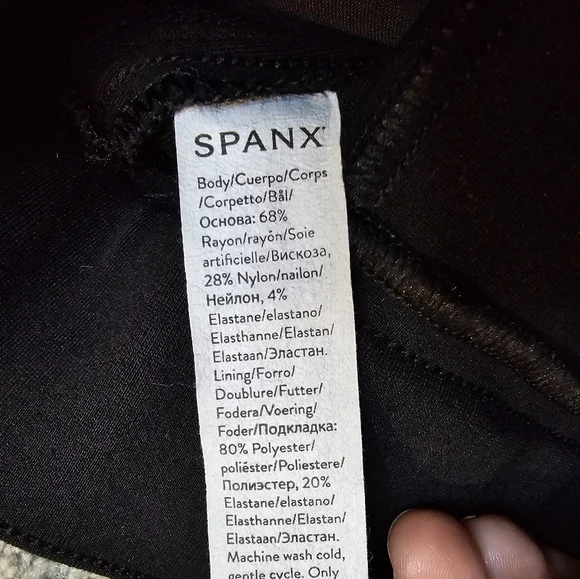 SPANX
Body/Cuerpo/Corps
/Corpetto/Bål/
Основа: 68%
Rayon/rayón/Soie
artificielle/Вискоза,
28% Nylon/nailon/
Нейлон, 4%
Elastane/elastano/
Elasthanne/Elastan/
Elastaan/Эластан.
Lining/Forro/
Doublure/Futter/
Fodera/Voering/
Foder/Подкладка:
80% Polyester/
poliéster/Poliestere/
Полиэстер, 20%
Elastane/elastano/
Elasthanne/Elastan/
Elastaan/Эластан.
Machine wash cold,
gentle cycle. Only